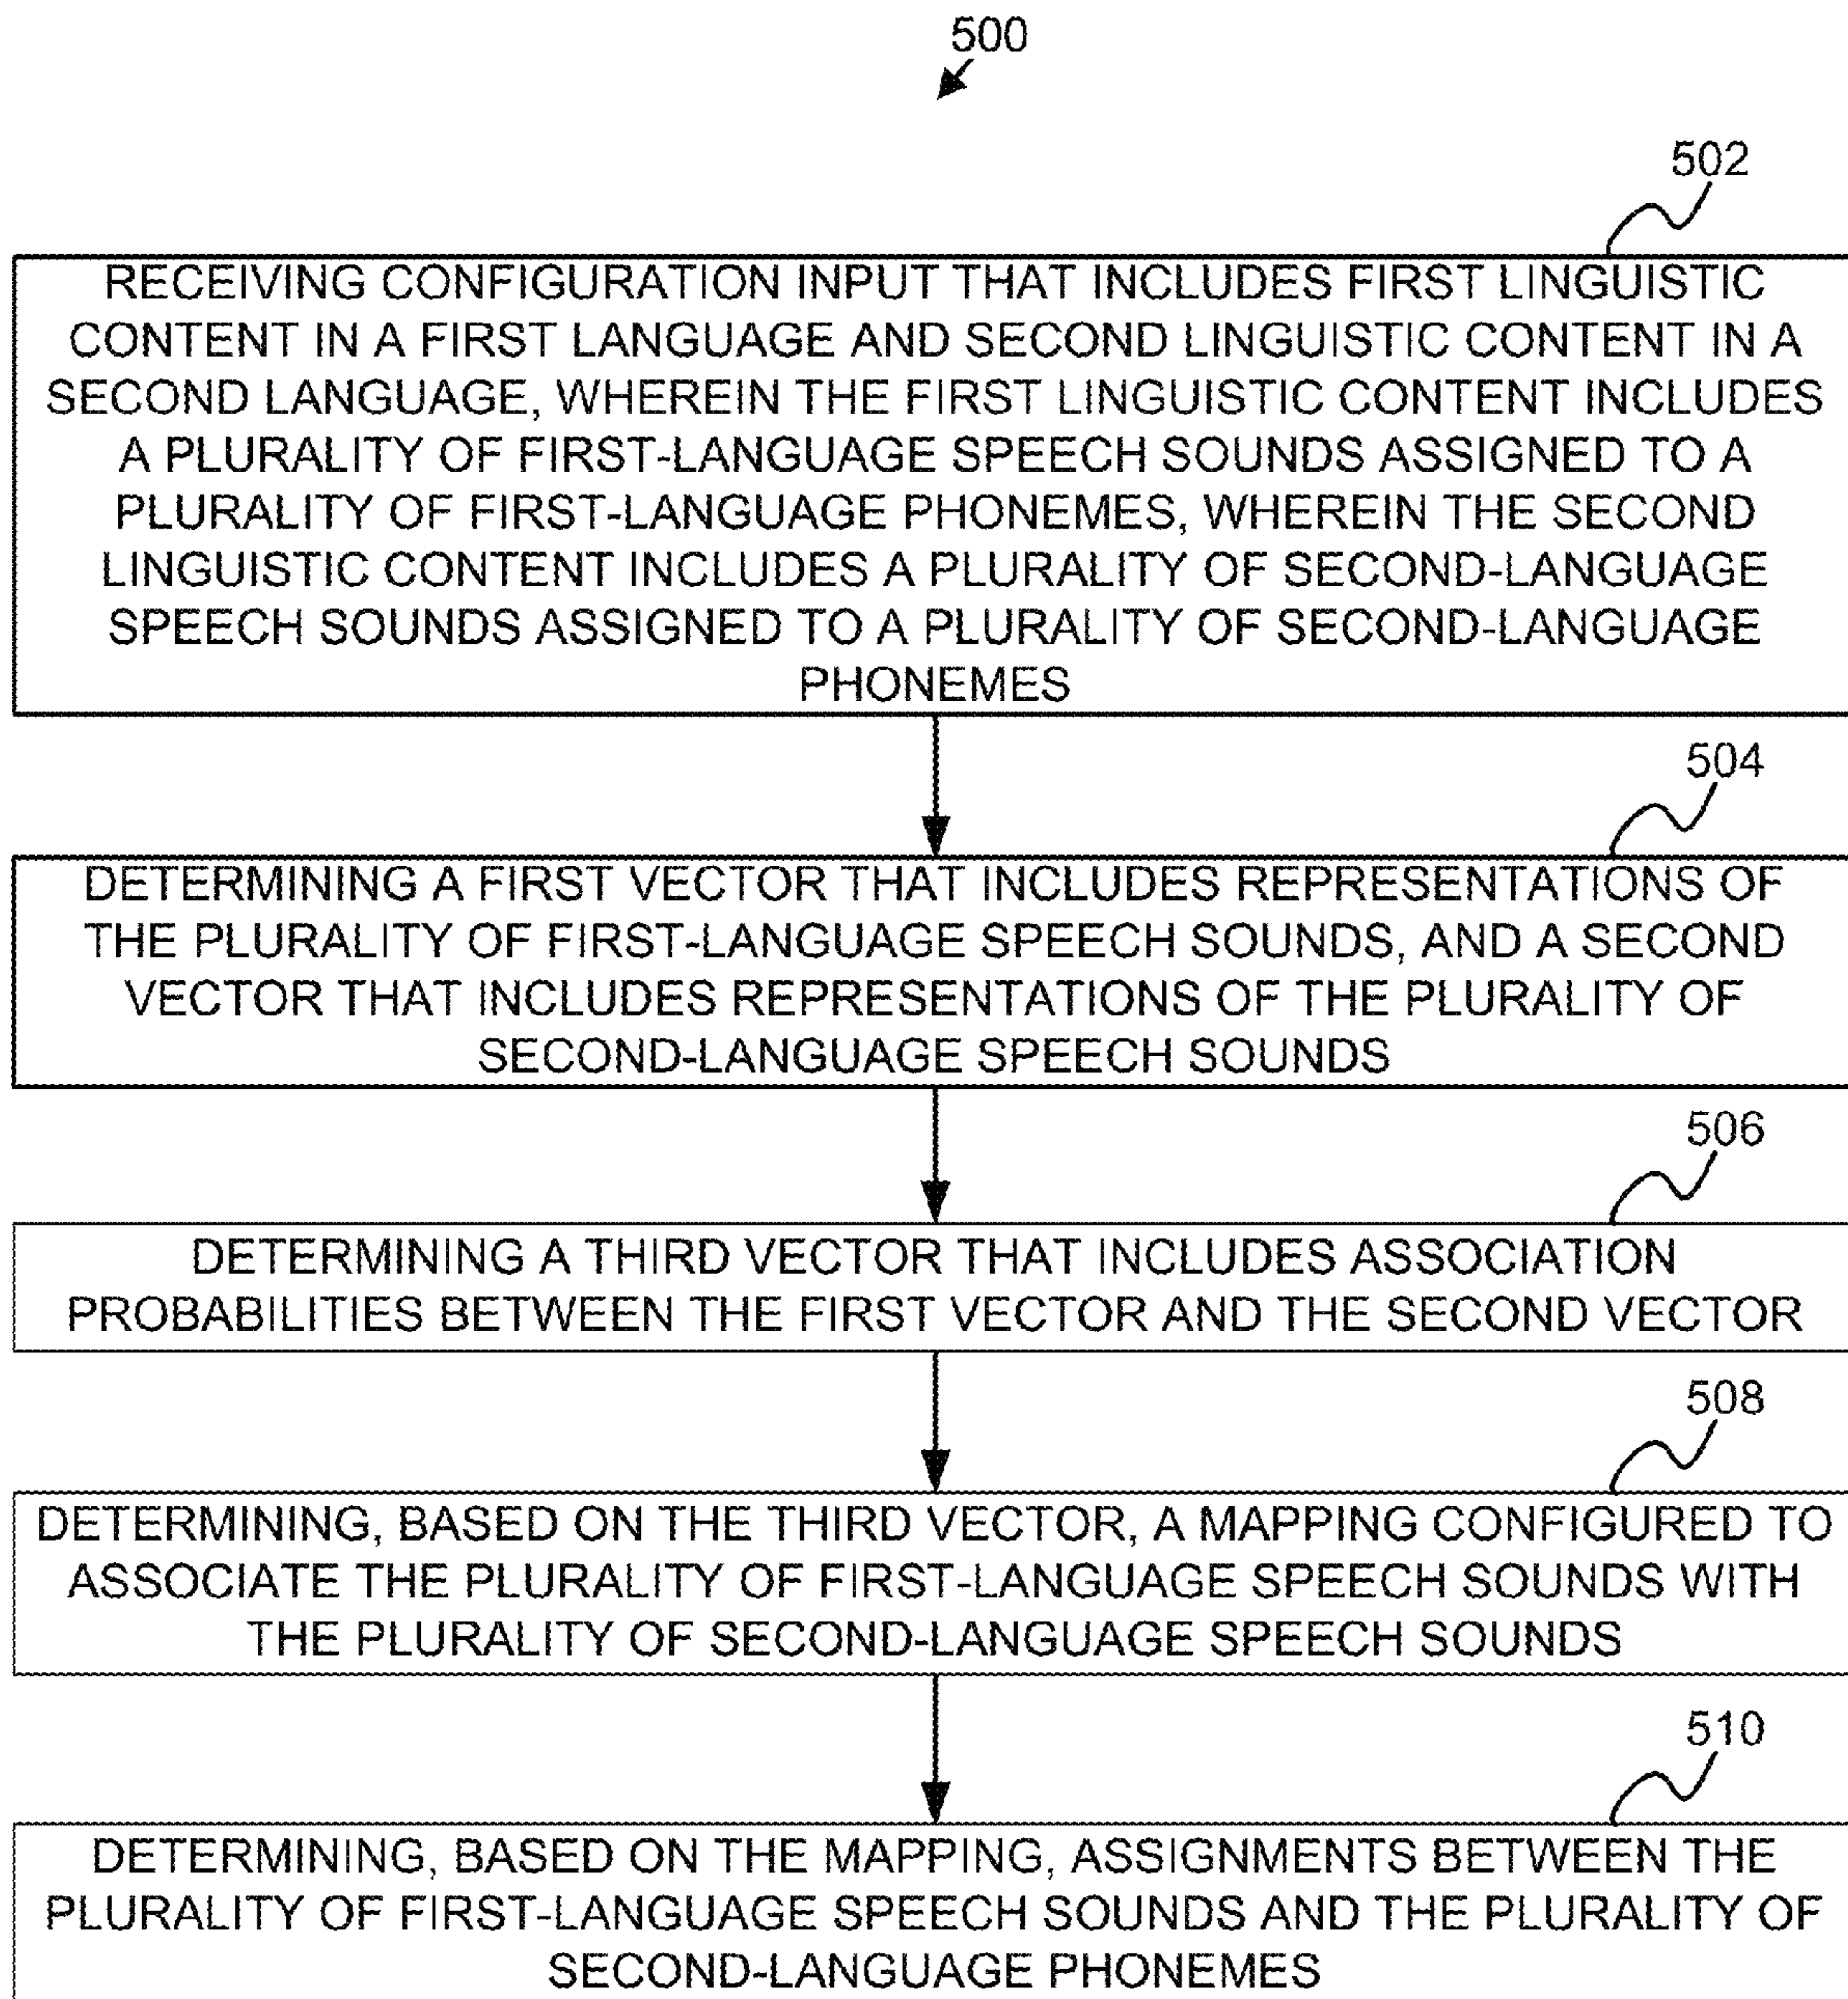 500
502
RECEIVING CONFIGURATION INPUT THAT INCLUDES FIRST LINGUISTIC
CONTENT IN A FIRST LANGUAGE AND SECOND LINGUISTIC CONTENT IN A
SECOND LANGUAGE, WHEREIN THE FIRST LINGUISTIC CONTENT INCLUDES
A PLURALITY OF FIRST-LANGUAGE SPEECH SOUNDS ASSIGNED TO A
PLURALITY OF FIRST-LANGUAGE PHONEMES, WHEREIN THE SECOND
LINGUISTIC CONTENT INCLUDES A PLURALITY OF SECOND-LANGUAGE
SPEECH SOUNDS ASSIGNED TO A PLURALITY OF SECOND-LANGUAGE
PHONEMES
504
DETERMINING A FIRST VECTOR THAT INCLUDES REPRESENTATIONS OF
THE PLURALITY OF FIRST-LANGUAGE SPEECH SOUNDS, AND A SECOND
VECTOR THAT INCLUDES REPRESENTATIONS OF THE PLURALITY OF
SECOND-LANGUAGE SPEECH SOUNDS
506
DETERMINING A THIRD VECTOR THAT INCLUDES ASSOCIATION
PROBABILITIES BETWEEN THE FIRST VECTOR AND THE SECOND VECTOR
508
DETERMINING, BASED ON THE THIRD VECTOR, A MAPPING CONFIGURED TO
ASSOCIATE THE PLURALITY OF FIRST-LANGUAGE SPEECH SOUNDS WITH
THE PLURALITY OF SECOND-LANGUAGE SPEECH SOUNDS
510
DETERMINING, BASED ON THE MAPPING, ASSIGNMENTS BETWEEN THE
PLURALITY OF FIRST-LANGUAGE SPEECH SOUNDS AND THE PLURALITY OF
SECOND-LANGUAGE PHONEMES